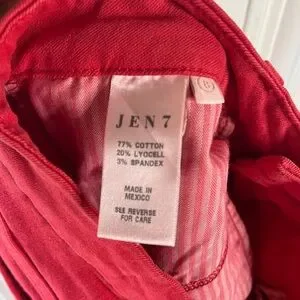 JEN7
77% COTTON
20% LYOCELL
3% SPANDEX
MADE IN
MEXICO
SEE REVERSE
FOR CARE